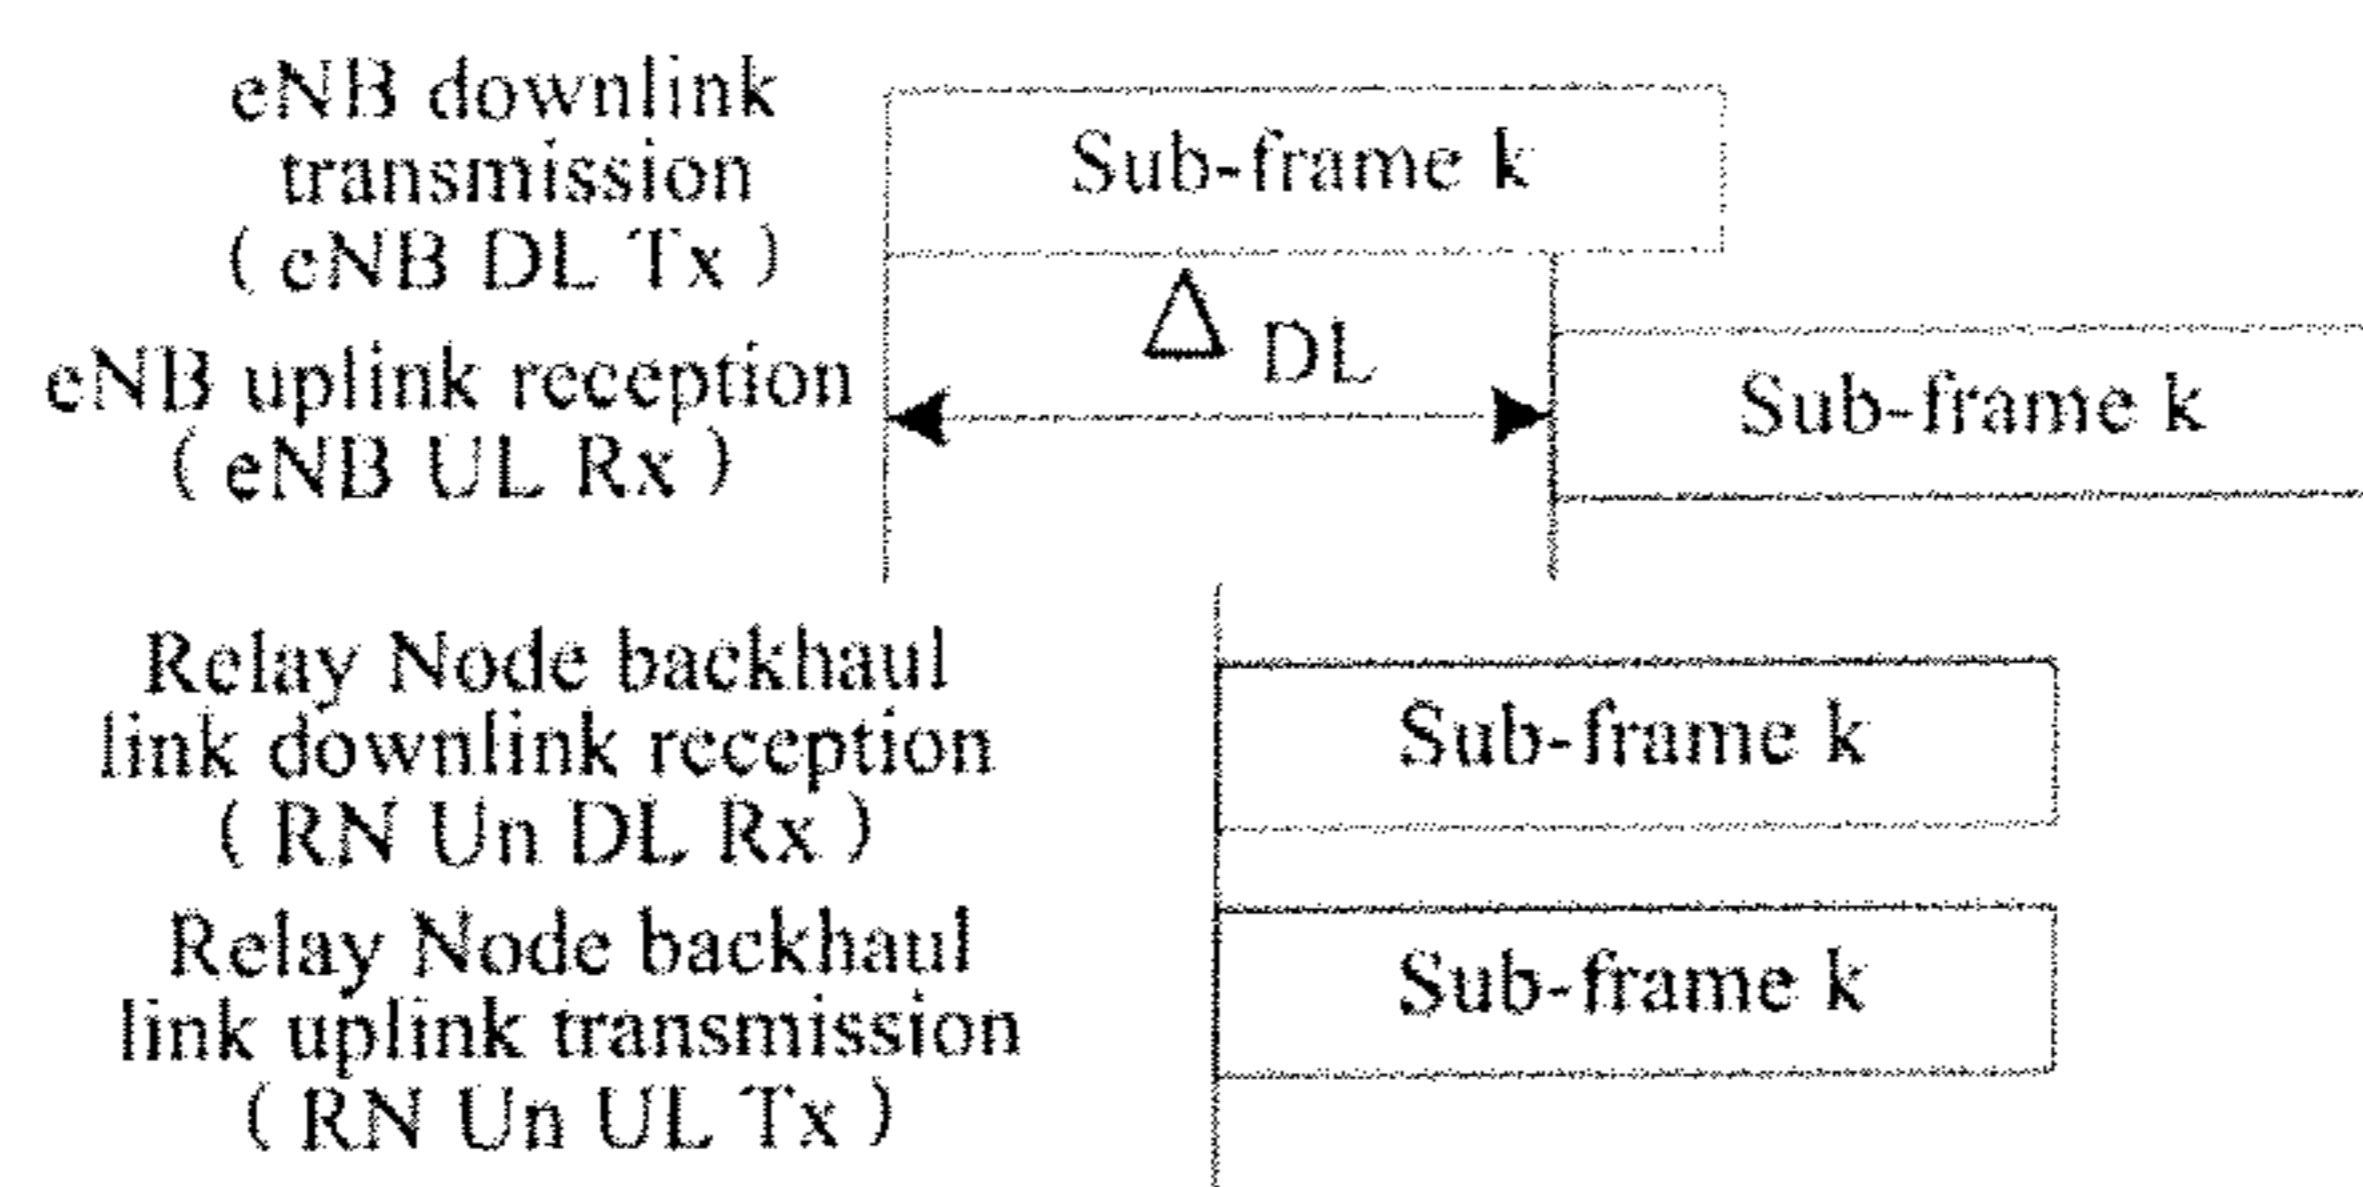 eNB downlink
transmission
( eNB DL Tx )
Sub-frame k
Δ DL
eNB uplink reception
( eNB UL Rx )
Sub-frame k
Relay Node backhaul
link downlink reception
( RN Un DL Rx )
Sub-frame k
Relay Node backhaul
link uplink transmission
( RN Un UL Tx )
Sub-frame k